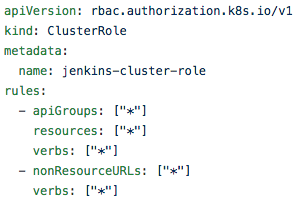 apiVersion: rbac.authorization.k8s.io/v1
kind: ClusterRole
metadata:
  name: jenkins-cluster-role
rules:
  - apiGroups: ["*"]
    resources: ["*"]
    verbs: ["*"]
  - nonResourceURLs: ["*"]
    verbs: ["*"]